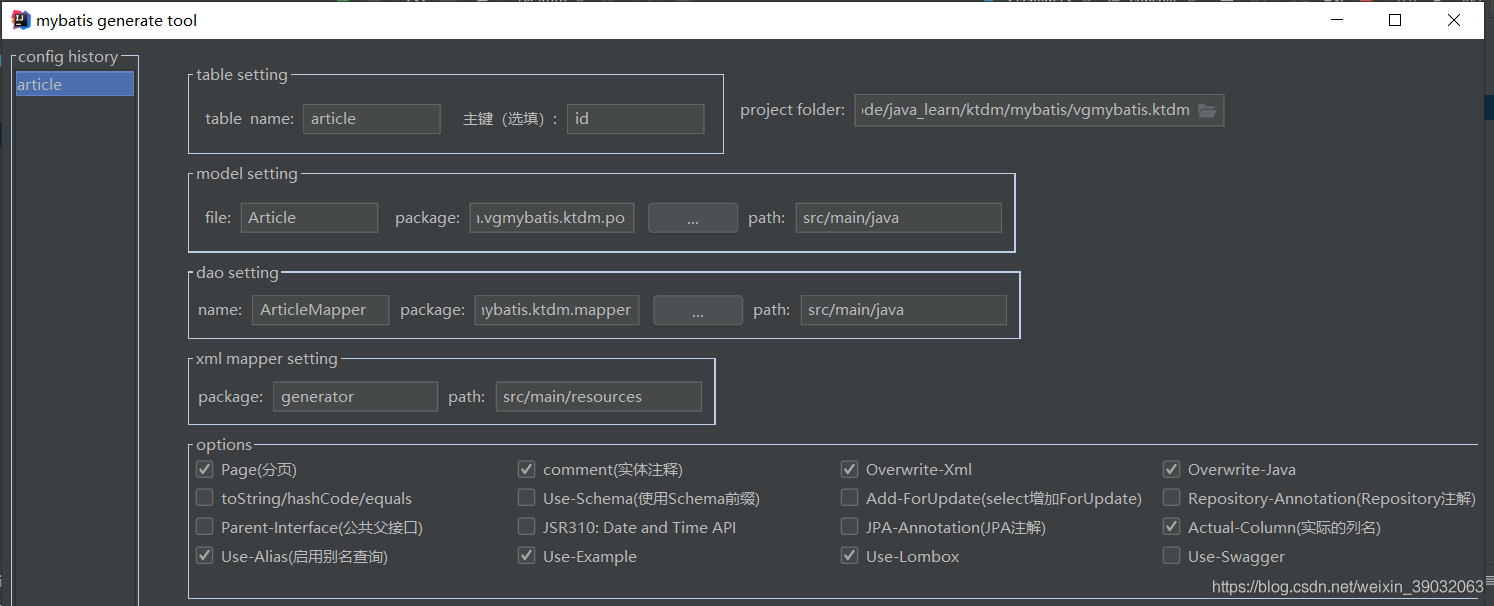 mybatis generate tool
config history
article
table setting
table name: article 主键（选填）: id
project folder: de/java_learn/ktdm/mybatis/vgmybatis.ktdm
model setting
file: Article package: .vgmybatis.ktdm.po ... path: src/main/java
dao setting
name: ArticleMapper package: ybatis.ktdm.mapper ... path: src/main/java
xml mapper setting
package: generator path: src/main/resources
options
Page(分页) comment(实体注释) Overwrite-Xml Overwrite-Java
toString/hashCode/equals Use-Schema(使用Schema前缀) Add-ForUpdate(select增加ForUpdate) Repository-Annotation(Repository注解)
Parent-Interface(公共父接口) JSR310: Date and Time API JPA-Annotation(JPA注解) Actual-Column(实际的列名)
Use-Alias(启用别名查询) Use-Example Use-Lombox Use-Swagger
https://blog.csdn.net/weixin_39032063